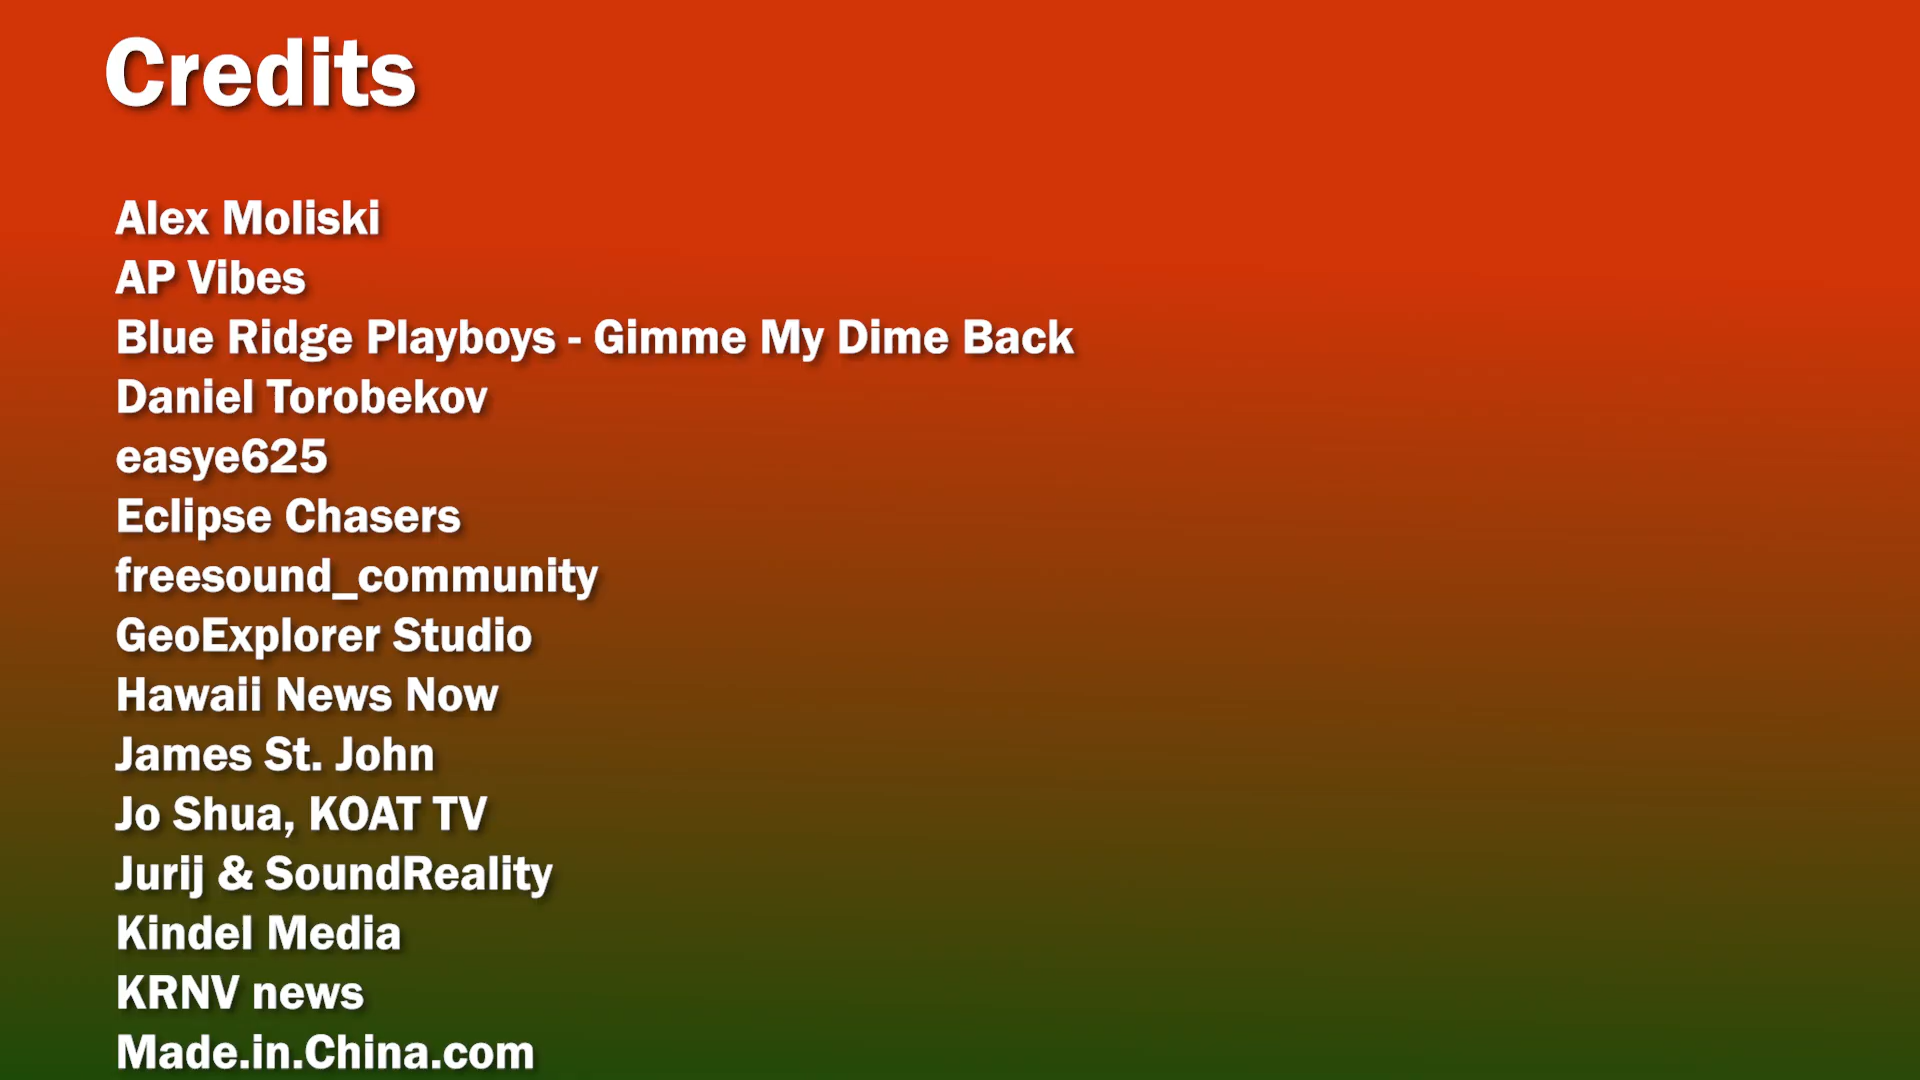 Credits
Alex Moliski
AP Vibes
Blue Ridge Playboys - Gimme My Dime Back
Daniel Torobekov
easye625
Eclipse Chasers
freesound_community
GeoExplorer Studio
Hawaii News Now
James St. John
Jo Shua, KOAT TV
Jurij & SoundReality
Kindel Media
KRNV news
Made.in.China.com